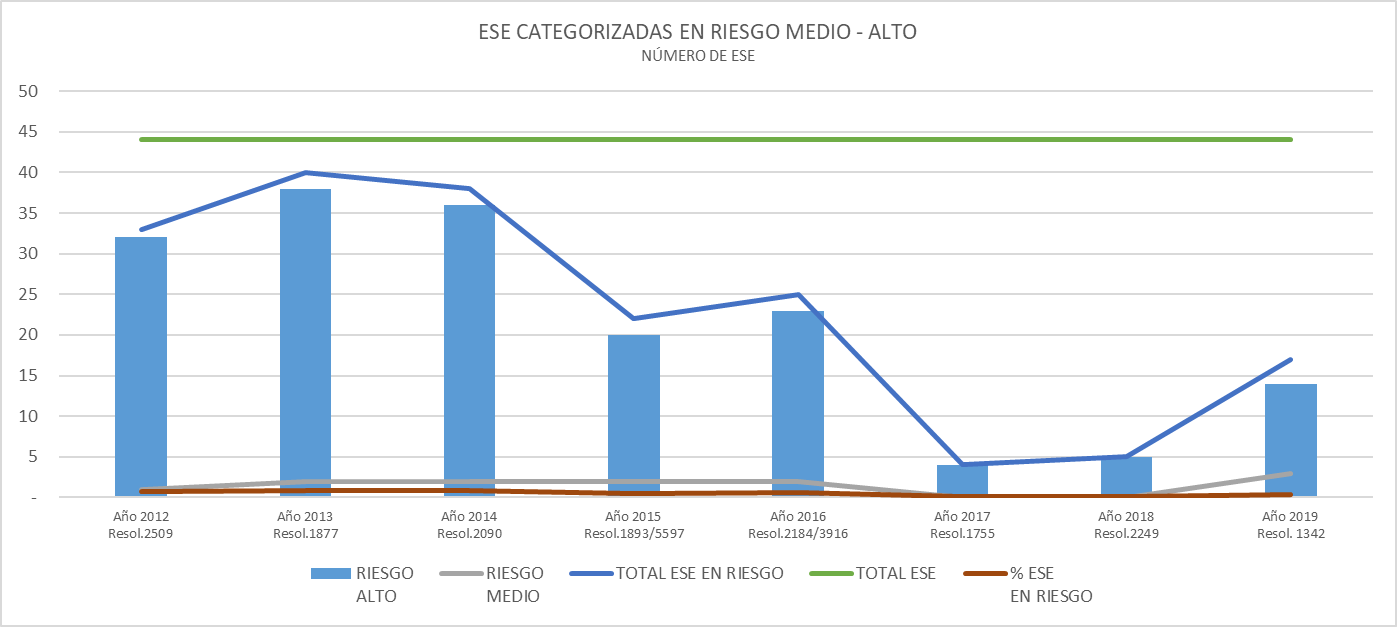 ESE CATEGORIZADAS EN RIESGO MEDIO - ALTO
NÚMERO DE ESE
50
45
40
35
30
25
20
15
10
5
-
Año 2012
Resol.2509
Año 2013
Resol.1877
Año 2014
Resol.2090
Año 2015
Resol.1893/5597
Año 2016
Resol.2184/3916
Año 2017
Resol.1755
Año 2018
Resol.2249
Año 2019
Resol. 1342
RIESGO
ALTO
RIESGO
MEDIO
TOTAL ESE EN RIESGO
TOTAL ESE
% ESE
EN RIESGO